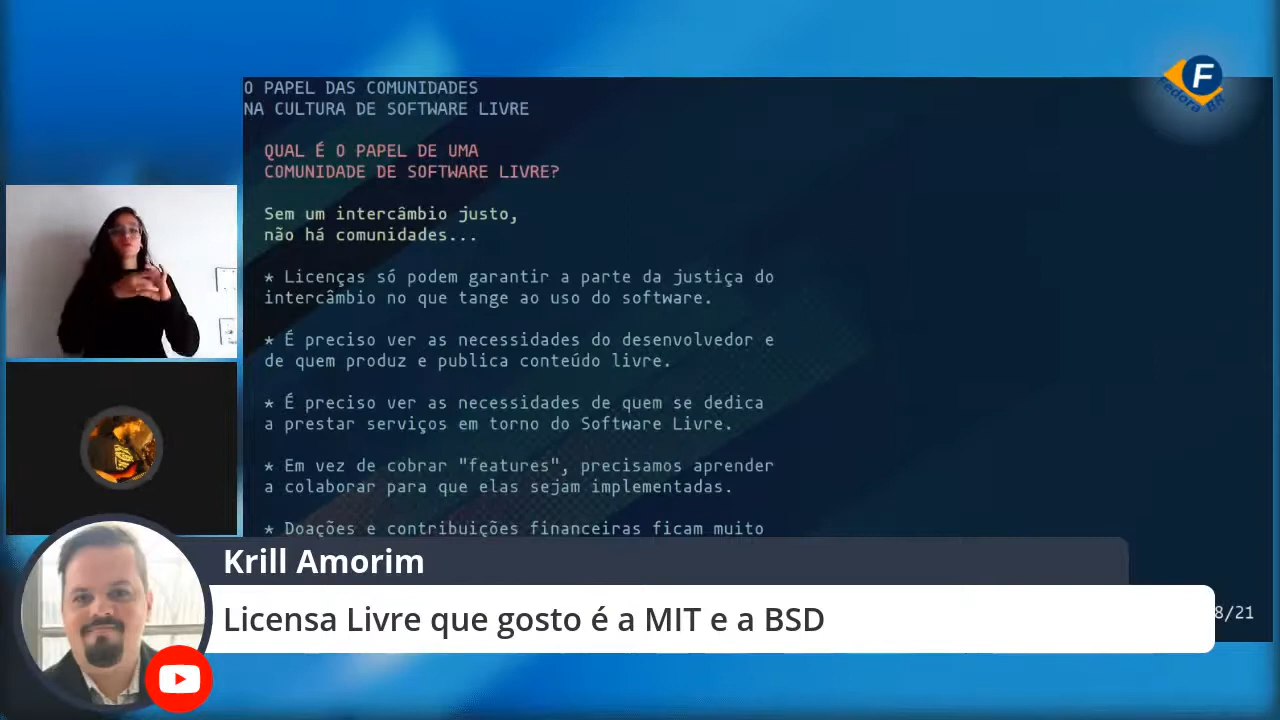 O PAPEL DAS COMUNIDADES
NA CULTURA DE SOFTWARE LIVRE
QUAL É O PAPEL DE UMA
COMUNIDADE DE SOFTWARE LIVRE?
Sem um intercâmbio justo,
não há comunidades...
* Licenças só podem garantir a parte da justiça do
intercâmbio no que tange ao uso do software.
* É preciso ver as necessidades do desenvolvedor e
de quem produz e publica conteúdo livre.
* É preciso ver as necessidades de quem se dedica
a prestar serviços em torno do Software Livre.
* Em vez de cobrar "features", precisamos aprender
a colaborar para que elas sejam implementadas.
* Doações e contribuições financeiras ficam muito
F
Fedora BR
Krill Amorim
Licensa Livre que gosto é a MIT e a BSD
8/21